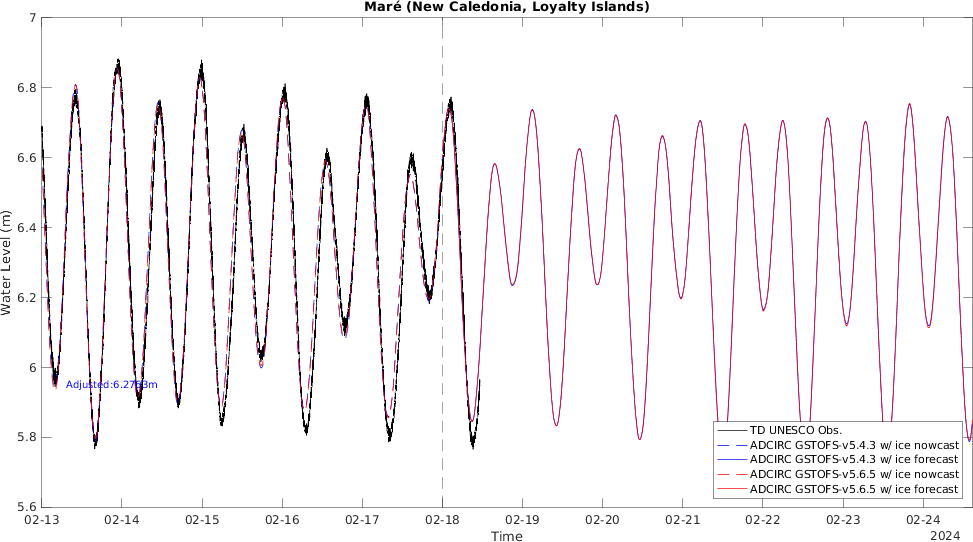 Maré (New Caledonia, Loyalty Islands)
Water Level (m)
7
6.8
6.6
6.4
6.2
6
5.8
5.6
Adjusted:6.2763m
TD UNESCO Obs.
ADCIRC GSTOFS-v5.4.3 w/ ice nowcast
ADCIRC GSTOFS-v5.4.3 w/ ice forecast
ADCIRC GSTOFS-v5.6.5 w/ ice nowcast
ADCIRC GSTOFS-v5.6.5 w/ ice forecast
02-13 02-14 02-15 02-16 02-17 02-18 02-19 02-20 02-21 02-22 02-23 02-24
Time
2024